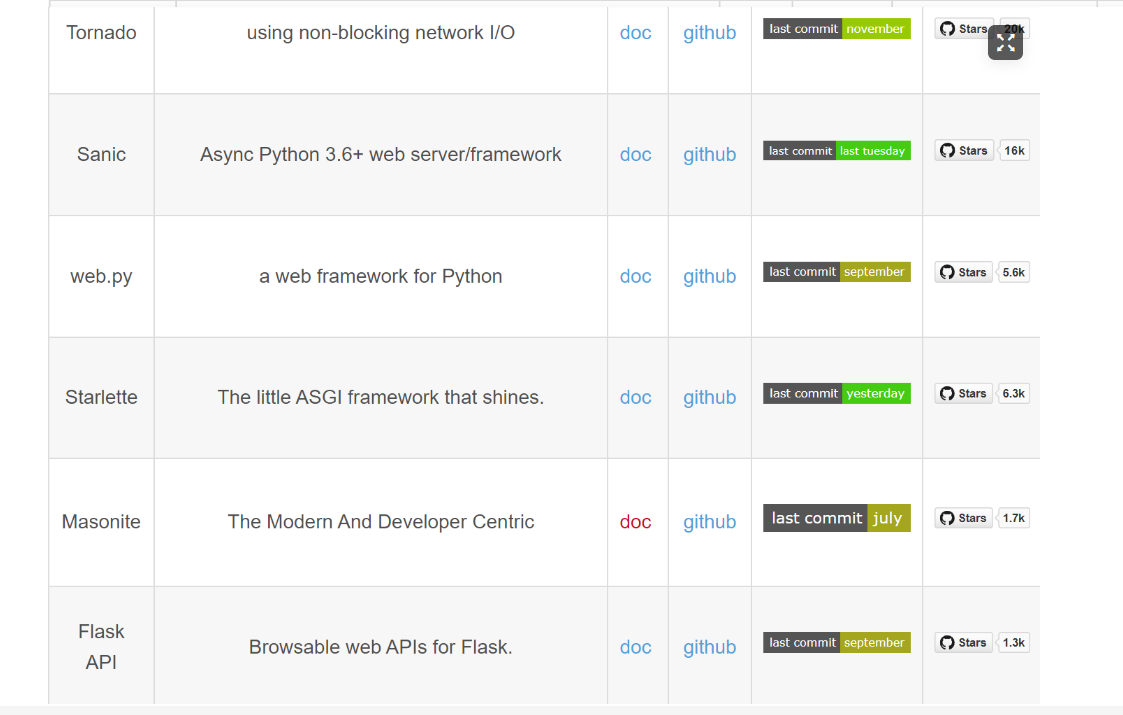 Tornado using non-blocking network I/O doc github last commit november Stars 20k
Sanic Async Python 3.6+ web server/framework doc github last commit last tuesday Stars 16k
web.py a web framework for Python doc github last commit september Stars 5.6k
Starlette The little ASGI framework that shines. doc github last commit yesterday Stars 6.3k
Masonite The Modern And Developer Centric doc github last commit july Stars 1.7k
Flask
API Browsable web APIs for Flask. doc github last commit september Stars 1.3k